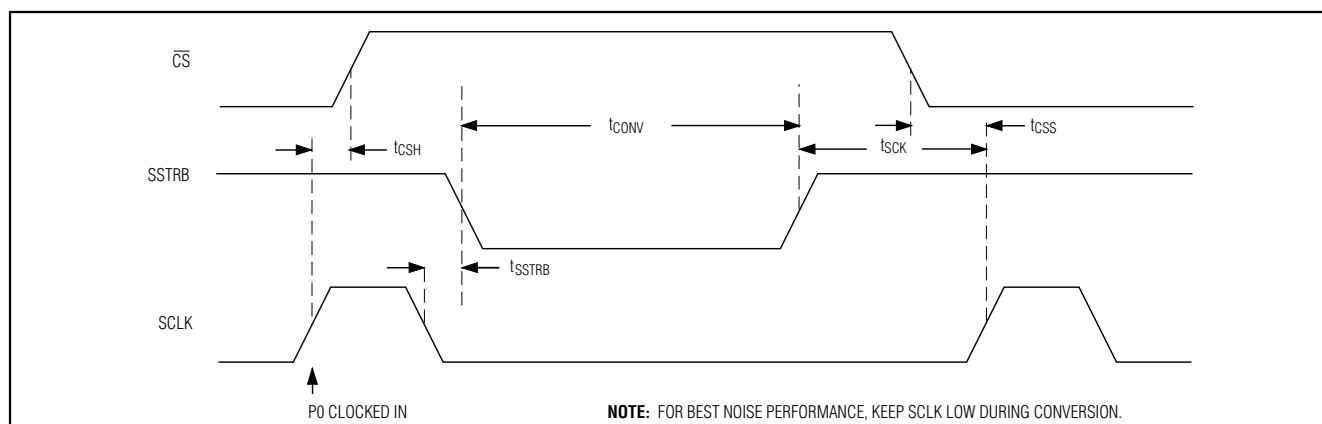 C̅S̅
tCONV
tCSS
tCSH
tSCK
SSTRB
tSSTRB
SCLK
P0 CLOCKED IN
NOTE: FOR BEST NOISE PERFORMANCE, KEEP SCLK LOW DURING CONVERSION.